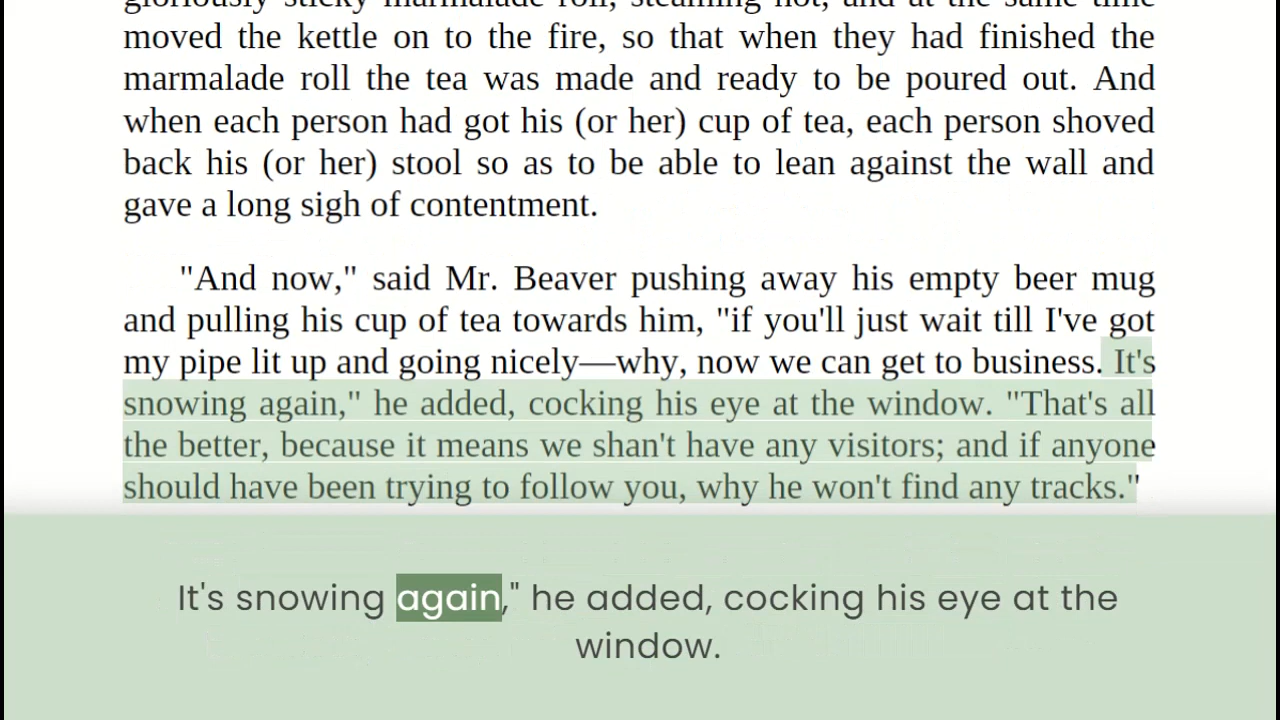 gloriously sticky marmalade roll, steaming hot, and at the same time
moved the kettle on to the fire, so that when they had finished the
marmalade roll the tea was made and ready to be poured out. And
when each person had got his (or her) cup of tea, each person shoved
back his (or her) stool so as to be able to lean against the wall and
gave a long sigh of contentment.
"And now," said Mr. Beaver pushing away his empty beer mug
and pulling his cup of tea towards him, "if you'll just wait till I've got
my pipe lit up and going nicely—why, now we can get to business. It's
snowing again," he added, cocking his eye at the window. "That's all
the better, because it means we shan't have any visitors; and if anyone
should have been trying to follow you, why he won't find any tracks."
It's snowing again," he added, cocking his eye at the
window.